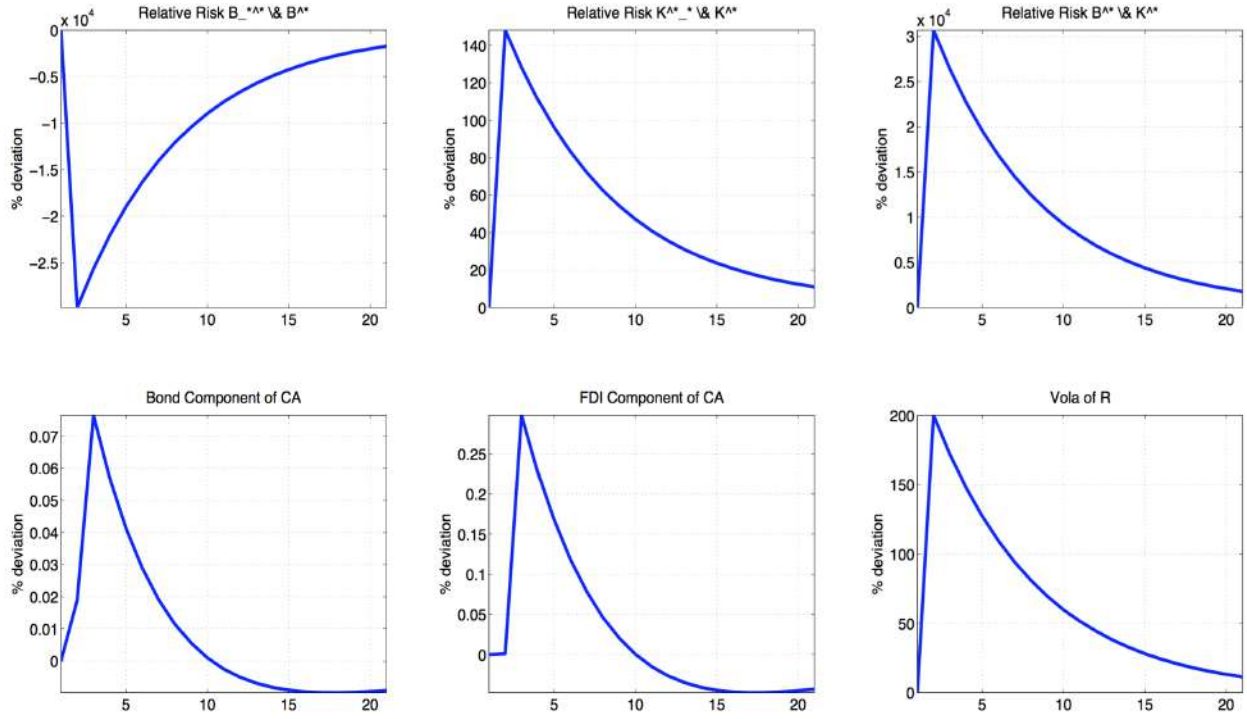 Relative Risk B_*^* \& B^*
x 10^4
0
-0.5
-1
-1.5
-2
-2.5
% deviation
5 10 15 20
Relative Risk K^*_* \& K^*
140
120
100
80
60
40
20
0
% deviation
5 10 15 20
Relative Risk B^* \& K^*
x 10^4
3
2.5
2
1.5
1
0.5
0
% deviation
5 10 15 20
Bond Component of CA
0.07
0.06
0.05
0.04
0.03
0.02
0.01
0
% deviation
5 10 15 20
FDI Component of CA
0.25
0.2
0.15
0.1
0.05
0
% deviation
5 10 15 20
Vola of R
200
150
100
50
0
% deviation
5 10 15 20